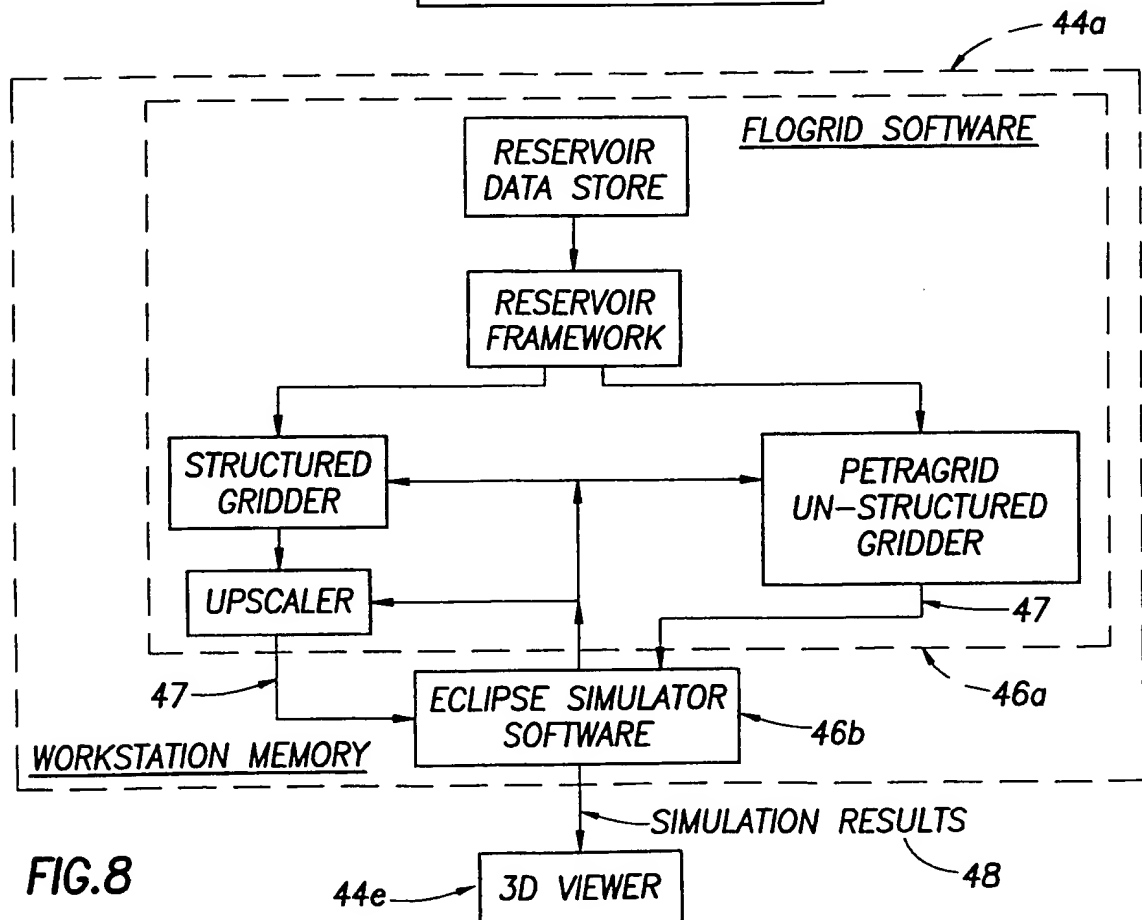 44a
FLOGRID SOFTWARE
RESERVOIR
DATA STORE
RESERVOIR
FRAMEWORK
STRUCTURED
GRIDDER
PETRAGRID
UN-STRUCTURED
GRIDDER
UPSCALER
47
47
46a
ECLIPSE SIMULATOR
SOFTWARE
46b
WORKSTATION MEMORY
SIMULATION RESULTS
48
FIG.8
44e
3D VIEWER